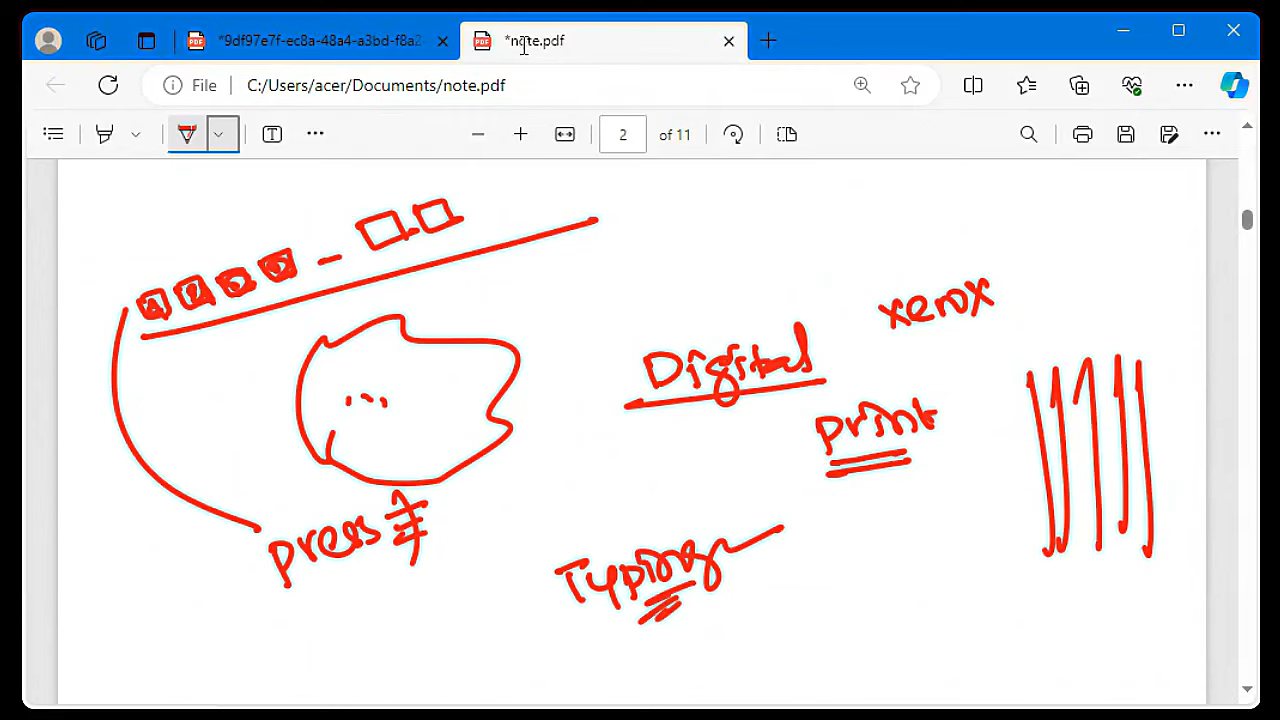 *9df97e7f-ec8a-48a4-a3bd-f8a2-
*note.pdf
File C:/Users/acer/Documents/note.pdf
2 of 11
xerox
Digital
print
press
Typing